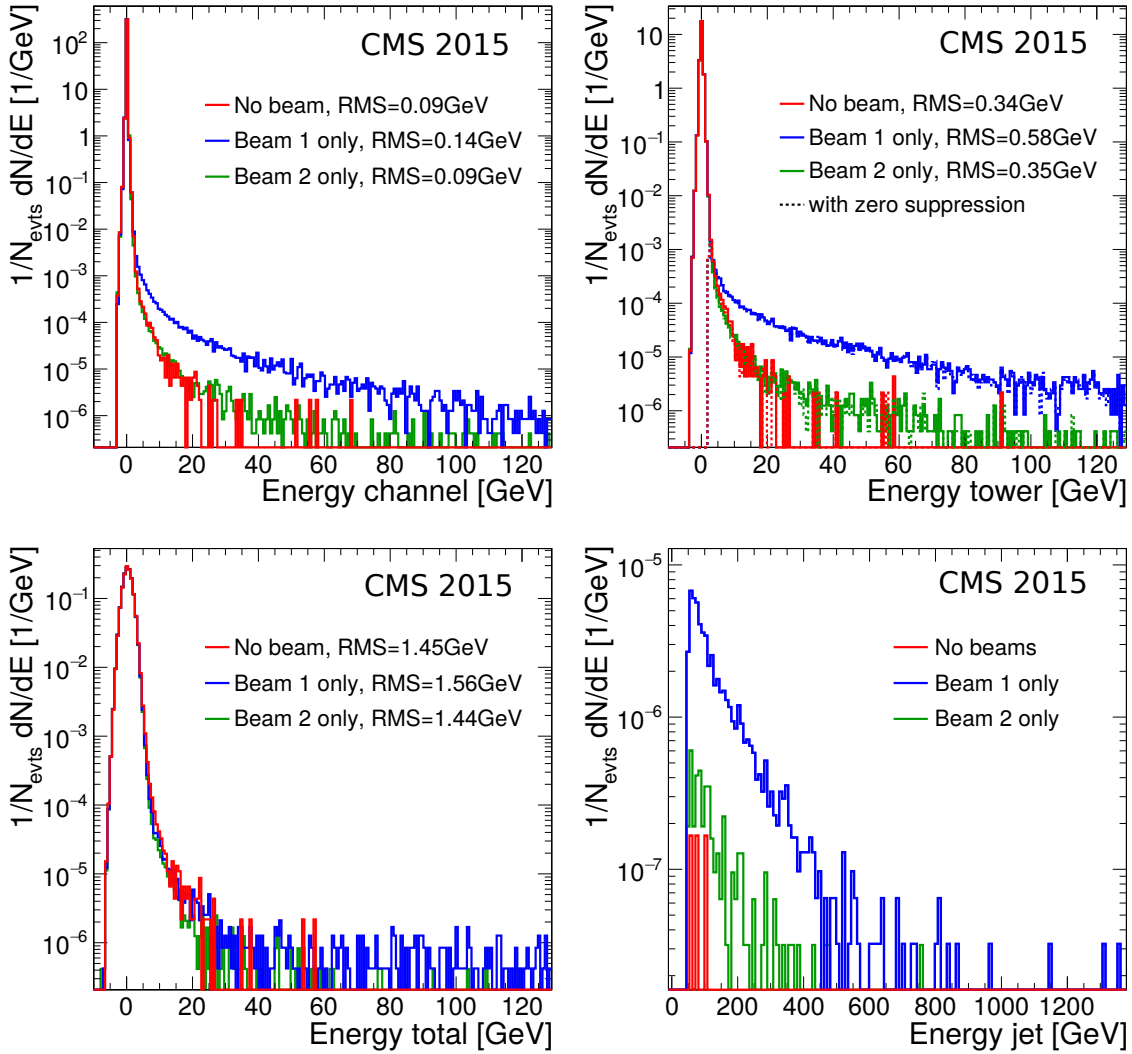 CMS 2015
1/N_evts dN/dE [1/GeV]
10²
10
1
10⁻¹
10⁻²
10⁻³
10⁻⁴
10⁻⁵
10⁻⁶
No beam, RMS=0.09GeV
Beam 1 only, RMS=0.14GeV
Beam 2 only, RMS=0.09GeV
0 20 40 60 80 100 120
Energy channel [GeV]
CMS 2015
1/N_evts dN/dE [1/GeV]
10
1
10⁻¹
10⁻²
10⁻³
10⁻⁴
10⁻⁵
10⁻⁶
No beam, RMS=0.34GeV
Beam 1 only, RMS=0.58GeV
Beam 2 only, RMS=0.35GeV
with zero suppression
0 20 40 60 80 100 120
Energy tower [GeV]
CMS 2015
1/N_evts dN/dE [1/GeV]
10⁻¹
10⁻²
10⁻³
10⁻⁴
10⁻⁵
10⁻⁶
No beam, RMS=1.45GeV
Beam 1 only, RMS=1.56GeV
Beam 2 only, RMS=1.44GeV
0 20 40 60 80 100 120
Energy total [GeV]
CMS 2015
1/N_evts dN/dE [1/GeV]
10⁻⁵
10⁻⁶
10⁻⁷
No beams
Beam 1 only
Beam 2 only
0 200 400 600 800 1000 1200
Energy jet [GeV]